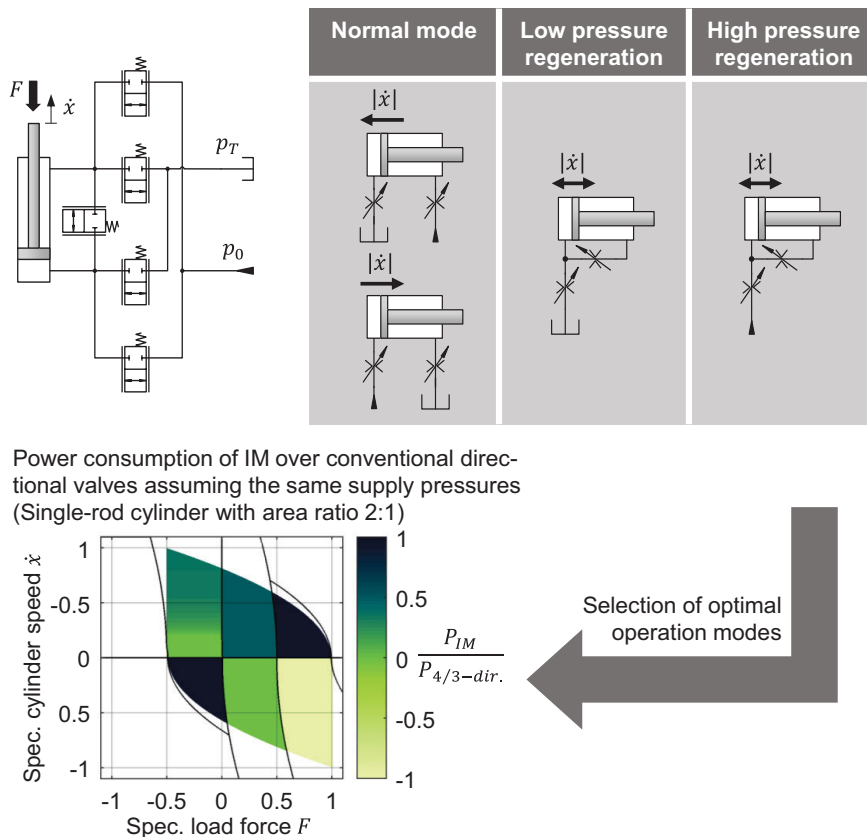 Normal mode
Low pressure
regeneration
High pressure
regeneration
F
ẋ
p_T
p_0
|ẋ|
|ẋ|
|ẋ|
|ẋ|
Power consumption of IM over conventional direc-
tional valves assuming the same supply pressures
(Single-rod cylinder with area ratio 2:1)
Spec. cylinder speed ẋ
1
-0.5
0
0.5
-1
-1 -0.5 0 0.5 1
Spec. load force F
1
0.5
0
-0.5
-1
P_IM
P_4/3−dir.
Selection of optimal
operation modes